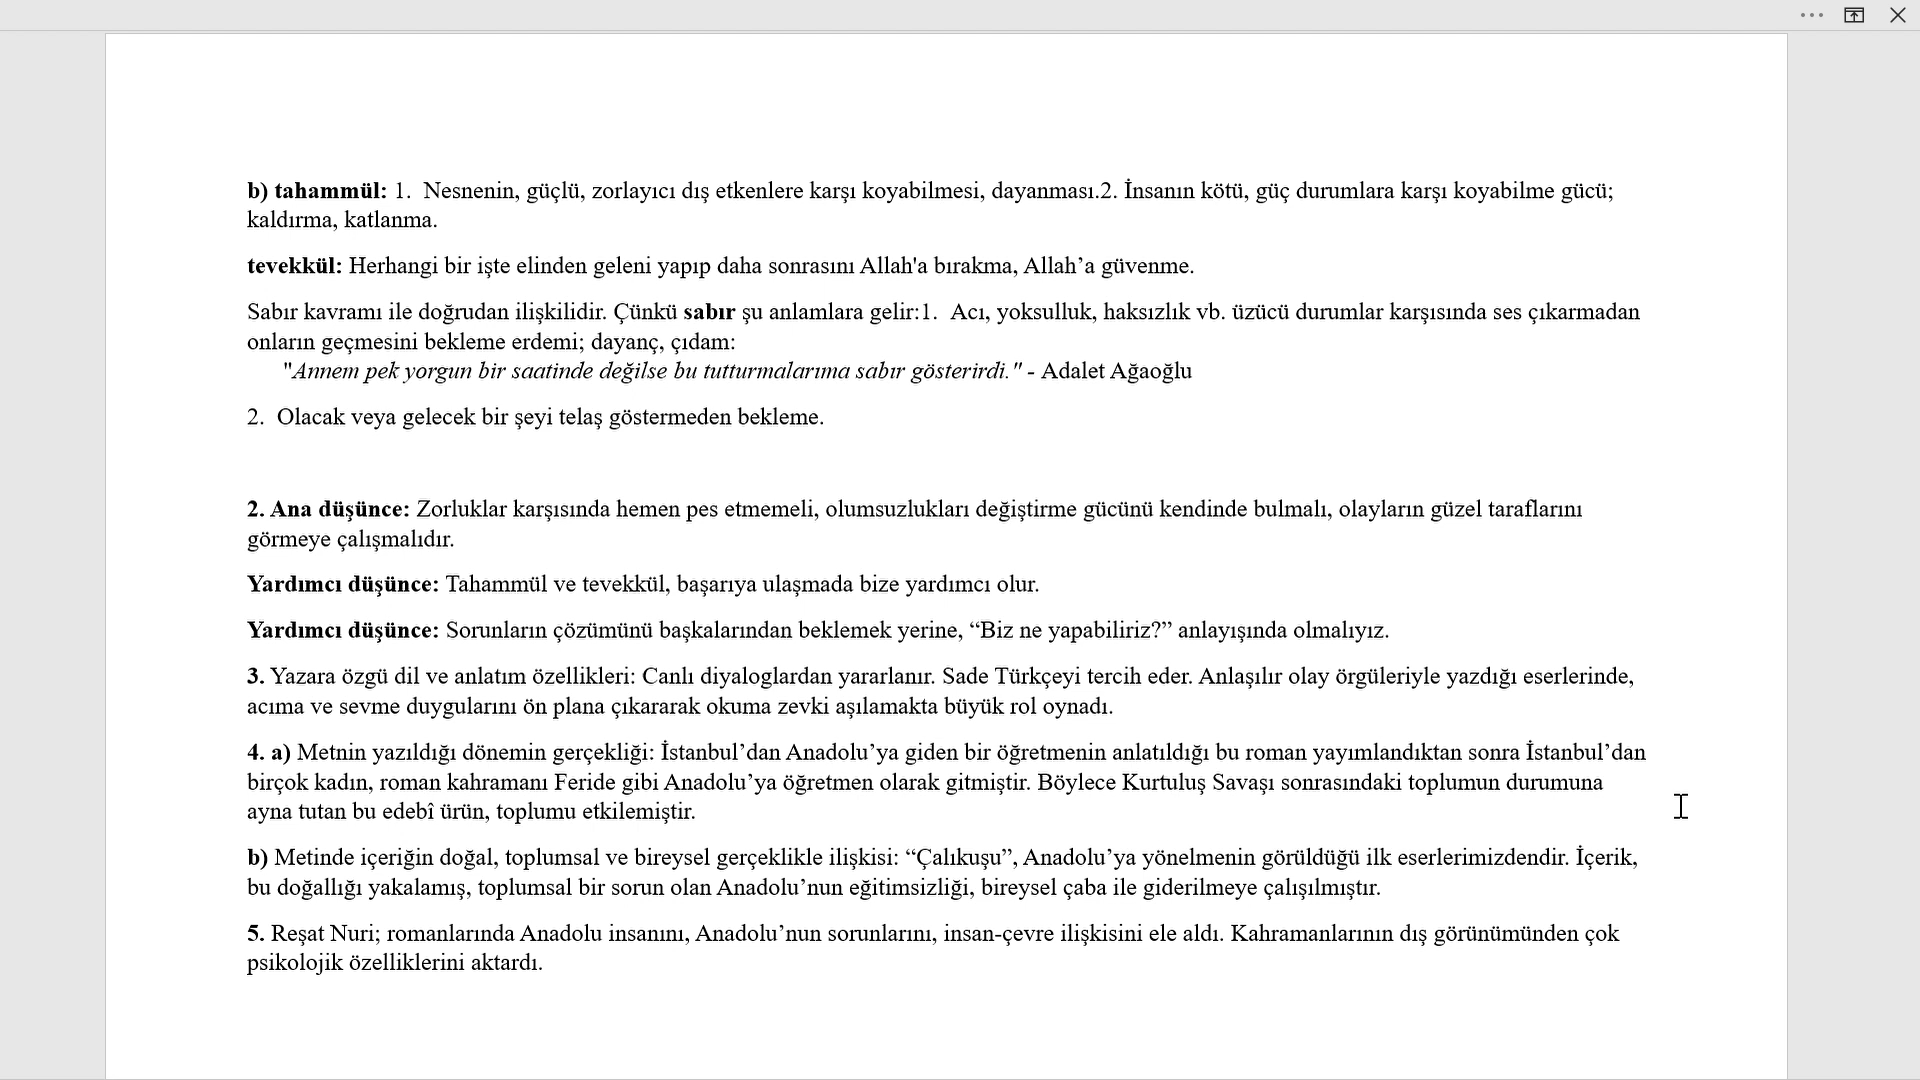 b) tahammül: 1.  Nesnenin, güçlü, zorlayıcı dış etkenlere karşı koyabilmesi, dayanması.2. İnsanın kötü, güç durumlara karşı koyabilme gücü;
kaldırma, katlanma.
tevekkül: Herhangi bir işte elinden geleni yapıp daha sonrasını Allah'a bırakma, Allah’a güvenme.
Sabır kavramı ile doğrudan ilişkilidir. Çünkü sabır şu anlamlara gelir:1.  Acı, yoksulluk, haksızlık vb. üzücü durumlar karşısında ses çıkarmadan
onların geçmesini bekleme erdemi; dayanç, çıdam:
"Annem pek yorgun bir saatinde değilse bu tutturmalarıma sabır gösterirdi." - Adalet Ağaoğlu
2.  Olacak veya gelecek bir şeyi telaş göstermeden bekleme.
2. Ana düşünce: Zorluklar karşısında hemen pes etmemeli, olumsuzlukları değiştirme gücünü kendinde bulmalı, olayların güzel taraflarını
görmeye çalışmalıdır.
Yardımcı düşünce: Tahammül ve tevekkül, başarıya ulaşmada bize yardımcı olur.
Yardımcı düşünce: Sorunların çözümünü başkalarından beklemek yerine, “Biz ne yapabiliriz?” anlayışında olmalıyız.
3. Yazara özgü dil ve anlatım özellikleri: Canlı diyaloglardan yararlanır. Sade Türkçeyi tercih eder. Anlaşılır olay örgüleriyle yazdığı eserlerinde,
acıma ve sevme duygularını ön plana çıkararak okuma zevki aşılamakta büyük rol oynadı.
4. a) Metnin yazıldığı dönemin gerçekliği: İstanbul’dan Anadolu’ya giden bir öğretmenin anlatıldığı bu roman yayımlandıktan sonra İstanbul’dan
birçok kadın, roman kahramanı Feride gibi Anadolu’ya öğretmen olarak gitmiştir. Böylece Kurtuluş Savaşı sonrasındaki toplumun durumuna
ayna tutan bu edebî ürün, toplumu etkilemiştir.
b) Metinde içeriğin doğal, toplumsal ve bireysel gerçeklikle ilişkisi: “Çalıkuşu”, Anadolu’ya yönelmenin görüldüğü ilk eserlerimizdendir. İçerik,
bu doğallığı yakalamış, toplumsal bir sorun olan Anadolu’nun eğitimsizliği, bireysel çaba ile giderilmeye çalışılmıştır.
5. Reşat Nuri; romanlarında Anadolu insanını, Anadolu’nun sorunlarını, insan-çevre ilişkisini ele aldı. Kahramanlarının dış görünümünden çok
psikolojik özelliklerini aktardı.